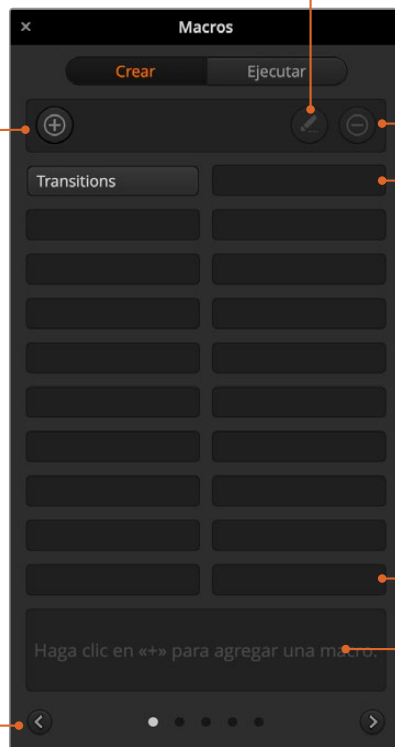 Macros
Crear
Ejecutar
Transitions
Haga clic en «+» para agregar una macro.